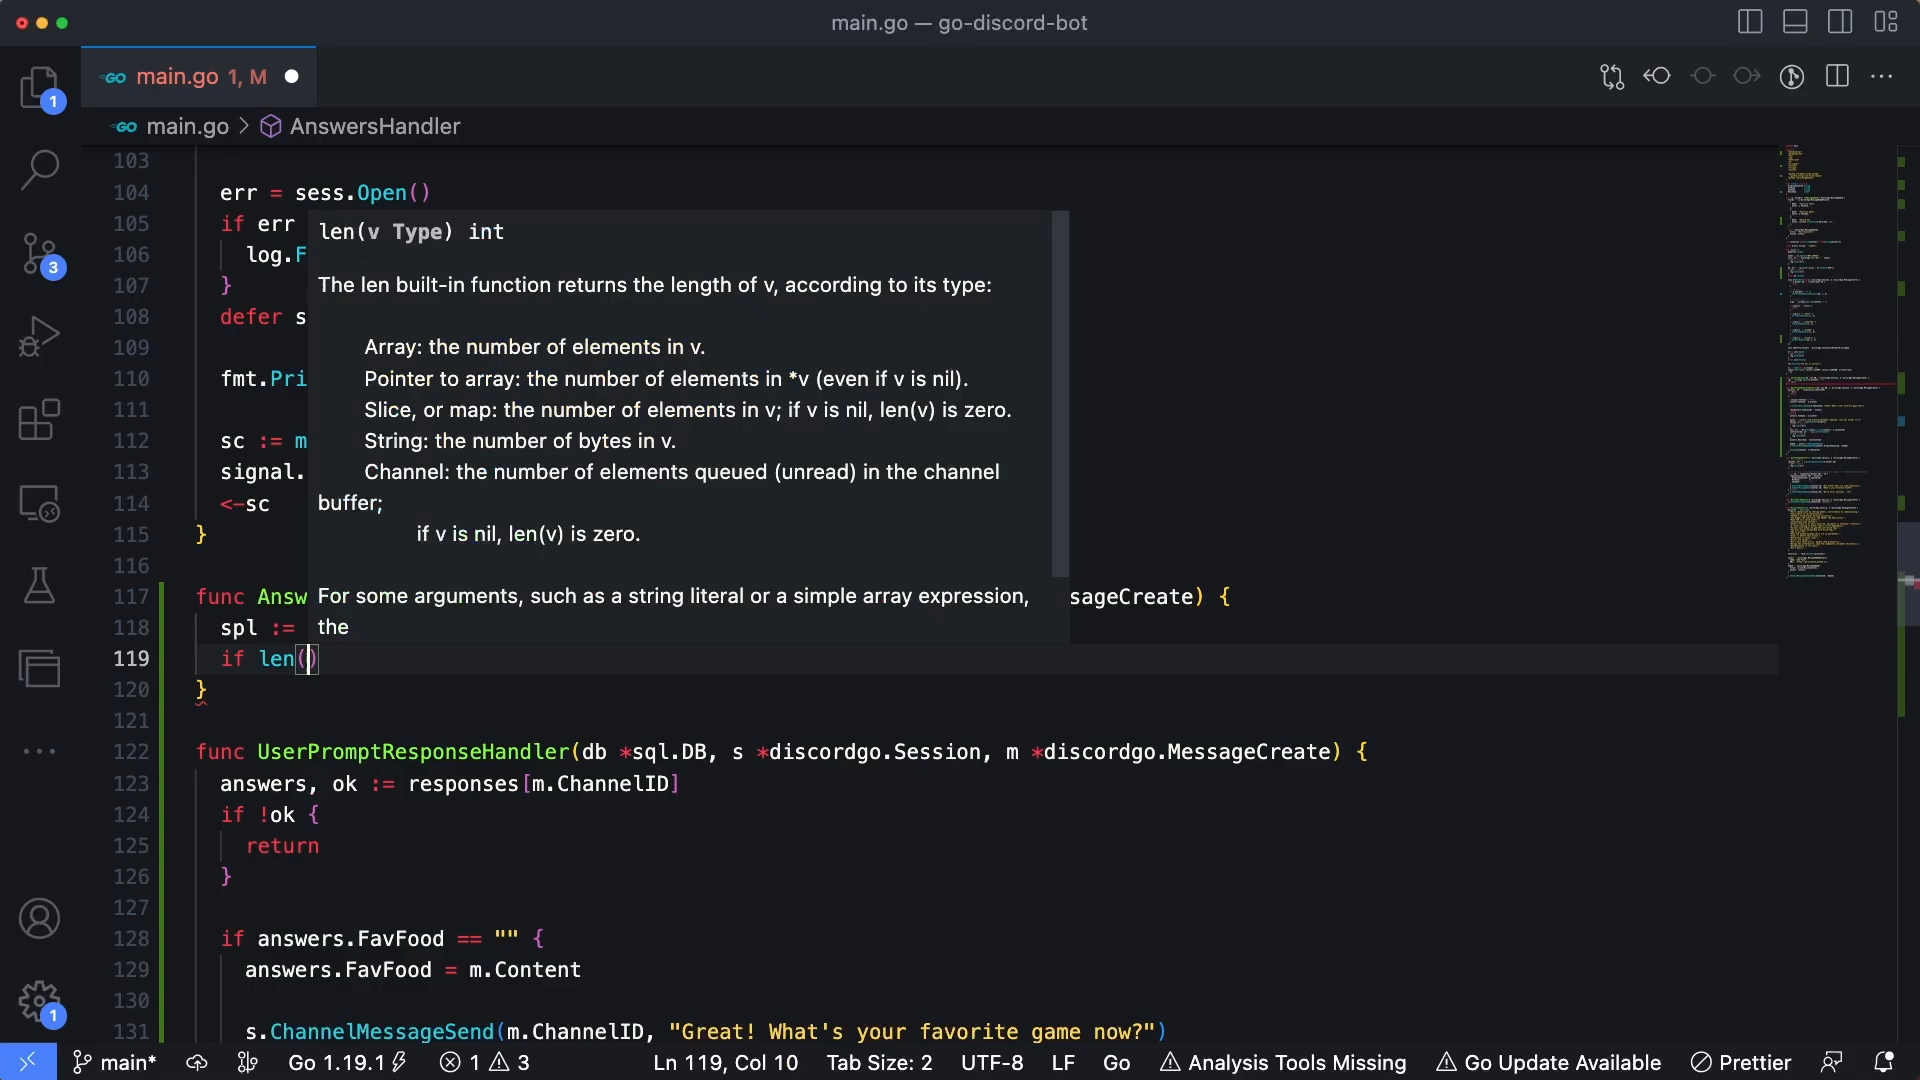 main.go — go-discord-bot
GO main.go 1, M
GO main.go > AnswersHandler
1
3
1
103
104 err = sess.Open()
105 if err
106 log.F
107 }
108 defer s
109
110 fmt.Pri
111
112 sc := m
113 signal.
114 <-sc
115 }
116
117 func Answ
118 spl :=
119 if len()
120 }
121
122 func UserPromptResponseHandler(db *sql.DB, s *discordgo.Session, m *discordgo.MessageCreate) {
123 answers, ok := responses[m.ChannelID]
124 if !ok {
125 return
126 }
127
128 if answers.FavFood == "" {
129 answers.FavFood = m.Content
130
131 s.ChannelMessageSend(m.ChannelID, "Great! What's your favorite game now?")
len(v Type) int
The len built-in function returns the length of v, according to its type:
Array: the number of elements in v.
Pointer to array: the number of elements in *v (even if v is nil).
Slice, or map: the number of elements in v; if v is nil, len(v) is zero.
String: the number of bytes in v.
Channel: the number of elements queued (unread) in the channel
buffer;
if v is nil, len(v) is zero.
For some arguments, such as a string literal or a simple array expression,
the
sageCreate) {
main* Go 1.19.1 1 3 Ln 119, Col 10 Tab Size: 2 UTF-8 LF Go Analysis Tools Missing Go Update Available Prettier